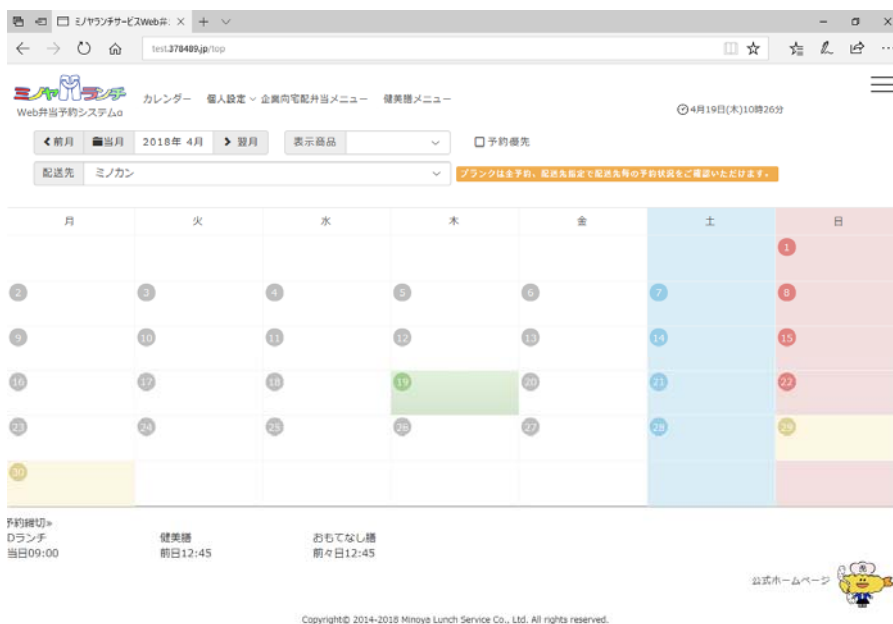 ミノヤランチサービスWeb弁
test.378489.jp/top
ミノヤランチ
Web弁当予約システムα
カレンダー 個人設定 企業向宅配弁当メニュー 健美膳メニュー
4月19日(木)10時26分
前月 当月 2018年 4月 翌月 表示商品 予約優先
配送先 ミノカン
ブランクは全予約、配送先指定で配送先毎の予約状況をご確認いただけます。
月 火 水 木 金 土 日
1
2 3 4 5 6 7 8
9 10 11 12 13 14 15
16 17 18 19 20 21 22
23 24 25 26 27 28 29
30
予約締切»
Dランチ 健美膳 おもてなし膳
当日09:00 前日12:45 前々日12:45
公式ホームページ
Copyright© 2014-2018 Minoya Lunch Service Co., Ltd. All rights reserved.